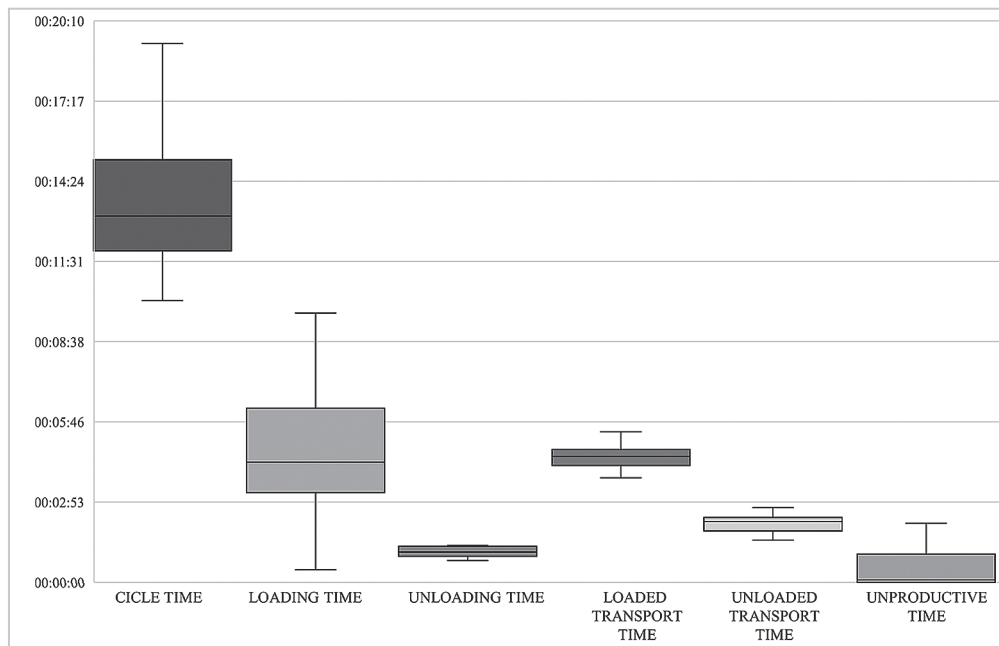 00:20:10
00:17:17
00:14:24
00:11:31
00:08:38
00:05:46
00:02:53
00:00:00
CICLE TIME
LOADING TIME
UNLOADING TIME
LOADED
TRANSPORT
TIME
UNLOADED
TRANSPORT
TIME
UNPRODUCTIVE
TIME